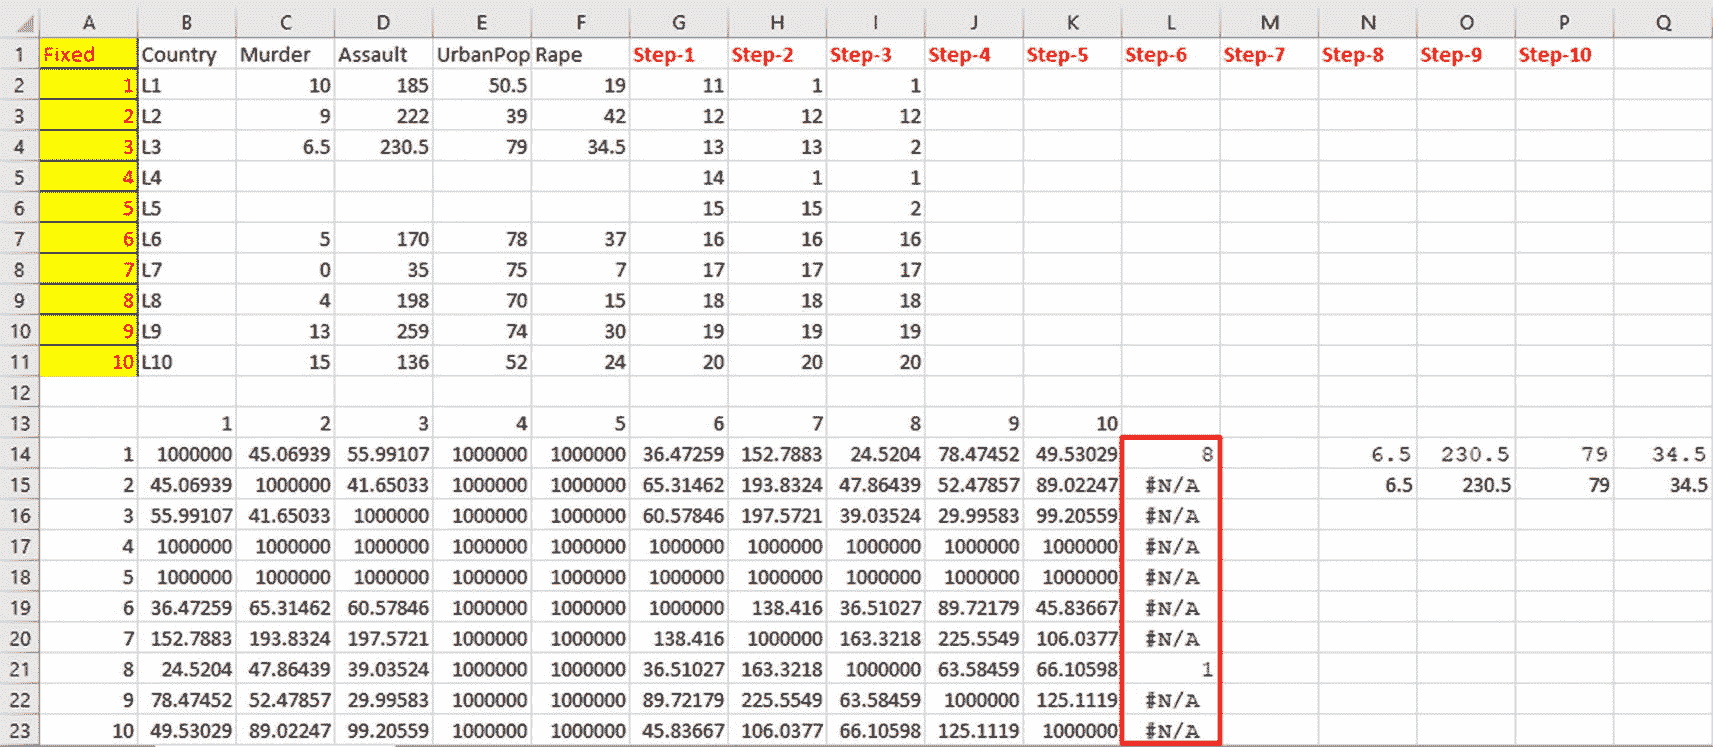 A B C D E F G H I J K L M N O P Q
1 Fixed Country Murder Assault UrbanPop Rape Step-1 Step-2 Step-3 Step-4 Step-5 Step-6 Step-7 Step-8 Step-9 Step-10
2 1 L1 10 185 50.5 19 11 1 1
3 2 L2 9 222 39 42 12 12 12
4 3 L3 6.5 230.5 79 34.5 13 13 2
5 4 L4 14 1 1
6 5 L5 15 15 2
7 6 L6 5 170 78 37 16 16 16
8 7 L7 0 35 75 7 17 17 17
9 8 L8 4 198 70 15 18 18 18
10 9 L9 13 259 74 30 19 19 19
11 10 L10 15 136 52 24 20 20 20
12
13 1 2 3 4 5 6 7 8 9 10
14 1 1000000 45.06939 55.99107 1000000 1000000 36.47259 152.7883 24.5204 78.47452 49.53029 8 6.5 230.5 79 34.5
15 2 45.06939 1000000 41.65033 1000000 1000000 65.31462 193.8324 47.86439 52.47857 89.02247 #N/A 6.5 230.5 79 34.5
16 3 55.99107 41.65033 1000000 1000000 1000000 60.57846 197.5721 39.03524 29.99583 99.20559 #N/A
17 4 1000000 1000000 1000000 1000000 1000000 1000000 1000000 1000000 1000000 1000000 #N/A
18 5 1000000 1000000 1000000 1000000 1000000 1000000 1000000 1000000 1000000 1000000 #N/A
19 6 36.47259 65.31462 60.57846 1000000 1000000 1000000 138.416 36.51027 89.72179 45.83667 #N/A
20 7 152.7883 193.8324 197.5721 1000000 1000000 138.416 1000000 163.3218 225.5549 106.0377 #N/A
21 8 24.5204 47.86439 39.03524 1000000 1000000 36.51027 163.3218 1000000 63.58459 66.10598 1
22 9 78.47452 52.47857 29.99583 1000000 1000000 89.72179 225.5549 63.58459 1000000 125.1119 #N/A
23 10 49.53029 89.02247 99.20559 1000000 1000000 45.83667 106.0377 66.10598 125.1119 1000000 #N/A